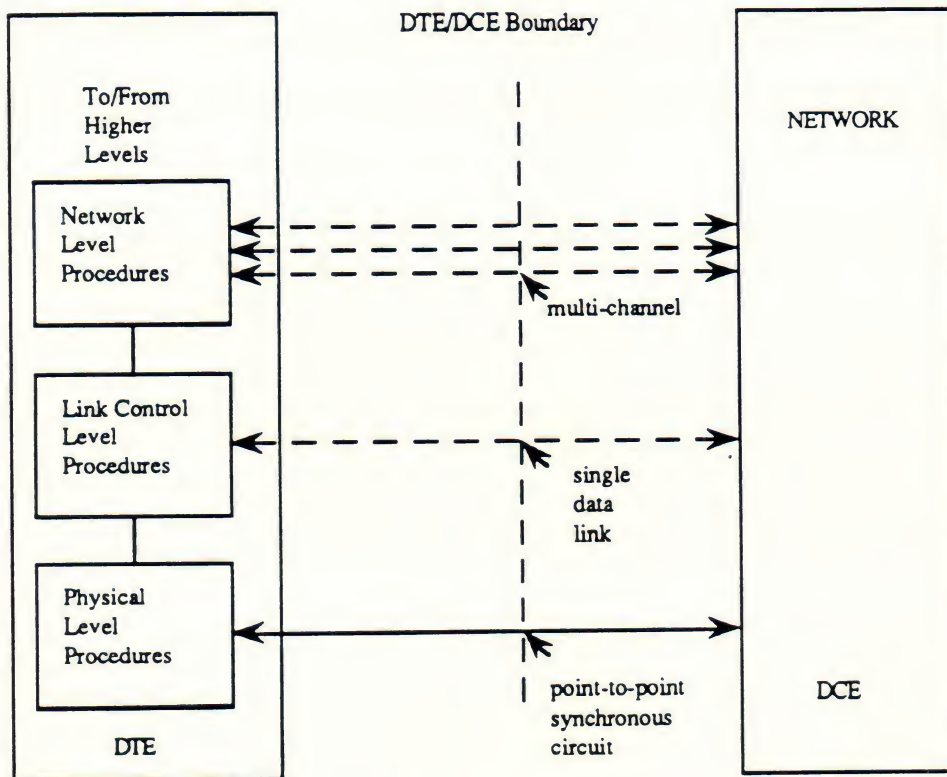 DTE/DCE Boundary
To/From
Higher
Levels
NETWORK
Network
Level
Procedures
multi-channel
Link Control
Level
Procedures
single
data
link
Physical
Level
Procedures
point-to-point
synchronous
circuit
DCE
DTE